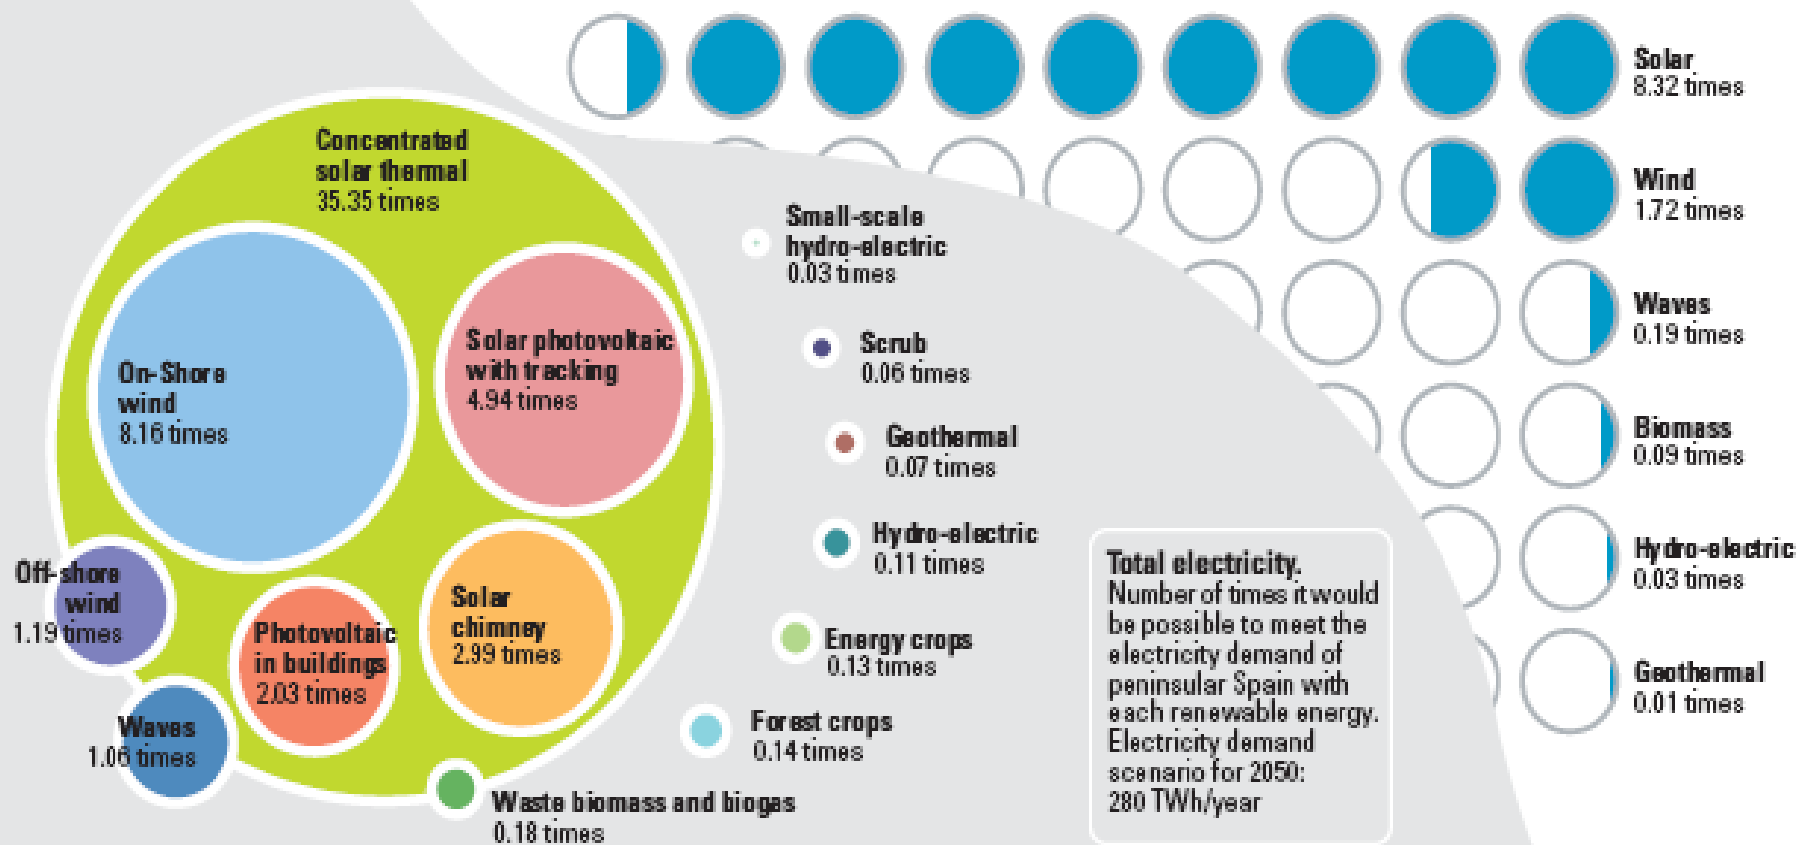 Concentrated
solar thermal
35.35 times
On-Shore
wind
8.16 times
Solar photovoltaic
with tracking
4.94 times
Off-shore
wind
1.19 times
Photovoltaic
in buildings
2.03 times
Solar
chimney
2.99 times
Waves
1.06 times
Waste biomass and biogas
0.18 times
Small-scale
hydro-electric
0.03 times
Scrub
0.06 times
Geothermal
0.07 times
Hydro-electric
0.11 times
Energy crops
0.13 times
Forest crops
0.14 times
Total electricity.
Number of times it would
be possible to meet the
electricity demand of
peninsular Spain with
each renewable energy.
Electricity demand
scenario for 2050:
280 TWh/year
Solar
8.32 times
Wind
1.72 times
Waves
0.19 times
Biomass
0.09 times
Hydro-electric
0.03 times
Geothermal
0.01 times